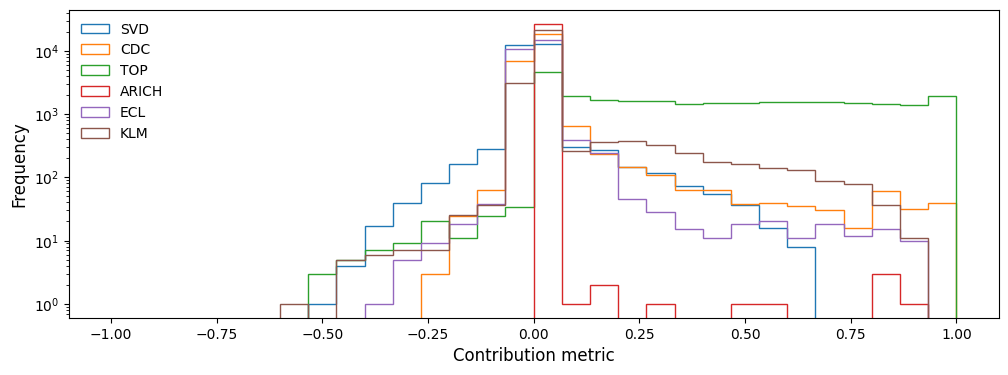 SVD
CDC
TOP
ARICH
ECL
KLM
Frequency
10⁴
10³
10²
10¹
10⁰
−1.00 −0.75 −0.50 −0.25 0.00 0.25 0.50 0.75 1.00
Contribution metric